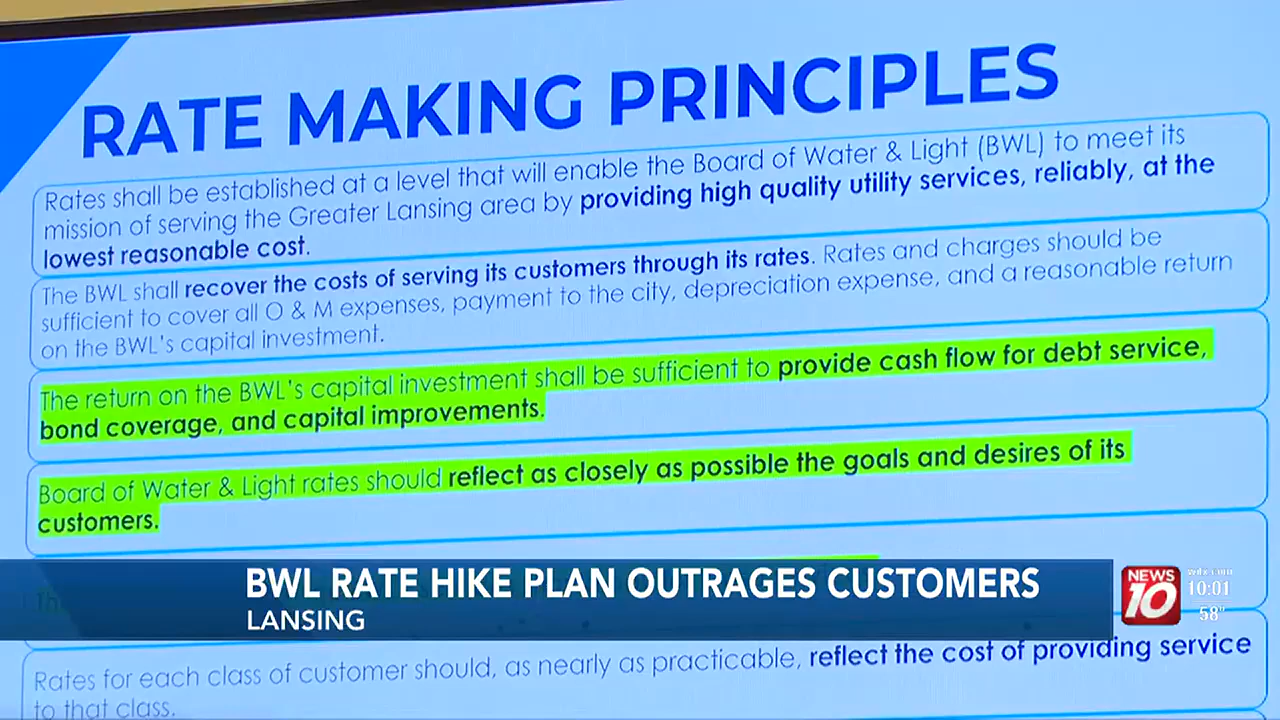 RATE MAKING PRINCIPLES
Rates shall be established at a level that will enable the Board of Water & Light (BWL) to meet its
mission of serving the Greater Lansing area by providing high quality utility services, reliably, at the
lowest reasonable cost.
The BWL shall recover the costs of serving its customers through its rates. Rates and charges should be
sufficient to cover all O & M expenses, payment to the city, depreciation expense, and a reasonable return
on the BWL's capital investment.
The return on the BWL's capital investment shall be sufficient to provide cash flow for debt service,
bond coverage, and capital improvements.
Board of Water & Light rates should reflect as closely as possible the goals and desires of its
customers.
BWL RATE HIKE PLAN OUTRAGES CUSTOMERS
LANSING
NEWS
10
wilx.com
10:01
58°
Rates for each class of customer should, as nearly as practicable, reflect the cost of providing service
to that class.